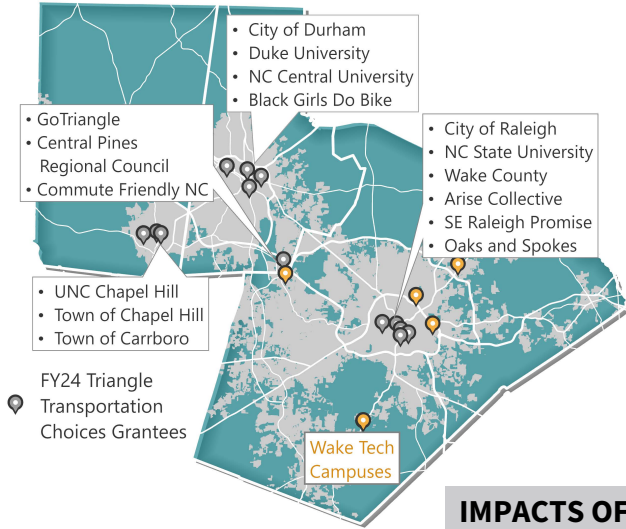 • City of Durham
• Duke University
• NC Central University
• Black Girls Do Bike
• GoTriangle
• Central Pines
Regional Council
• Commute Friendly NC
• City of Raleigh
• NC State University
• Wake County
• Arise Collective
• SE Raleigh Promise
• Oaks and Spokes
• UNC Chapel Hill
• Town of Chapel Hill
• Town of Carrboro
FY24 Triangle
Transportation
Choices Grantees
Wake Tech
Campuses
IMPACTS OF